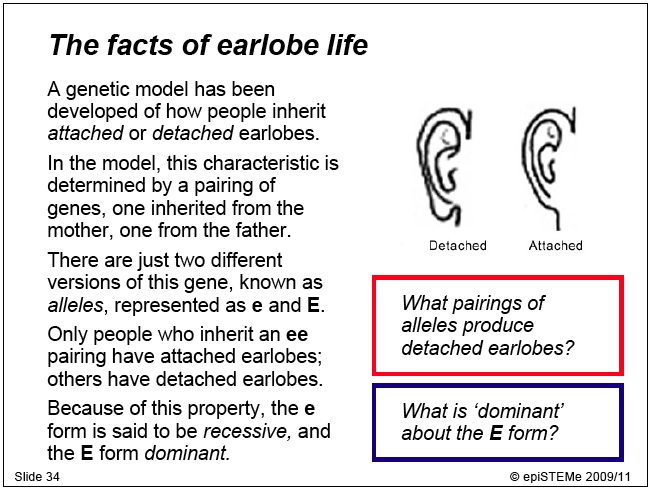 The facts of earlobe life
A genetic model has been
developed of how people inherit
attached or detached earlobes.
In the model, this characteristic is
determined by a pairing of
genes, one inherited from the
mother, one from the father.
There are just two different
versions of this gene, known as
alleles, represented as e and E.
Only people who inherit an ee
pairing have attached earlobes;
others have detached earlobes.
Because of this property, the e
form is said to be recessive, and
the E form dominant.
Detached Attached
What pairings of
alleles produce
detached earlobes?
What is ‘dominant’
about the E form?
Slide 34
© epiSTEMe 2009/11